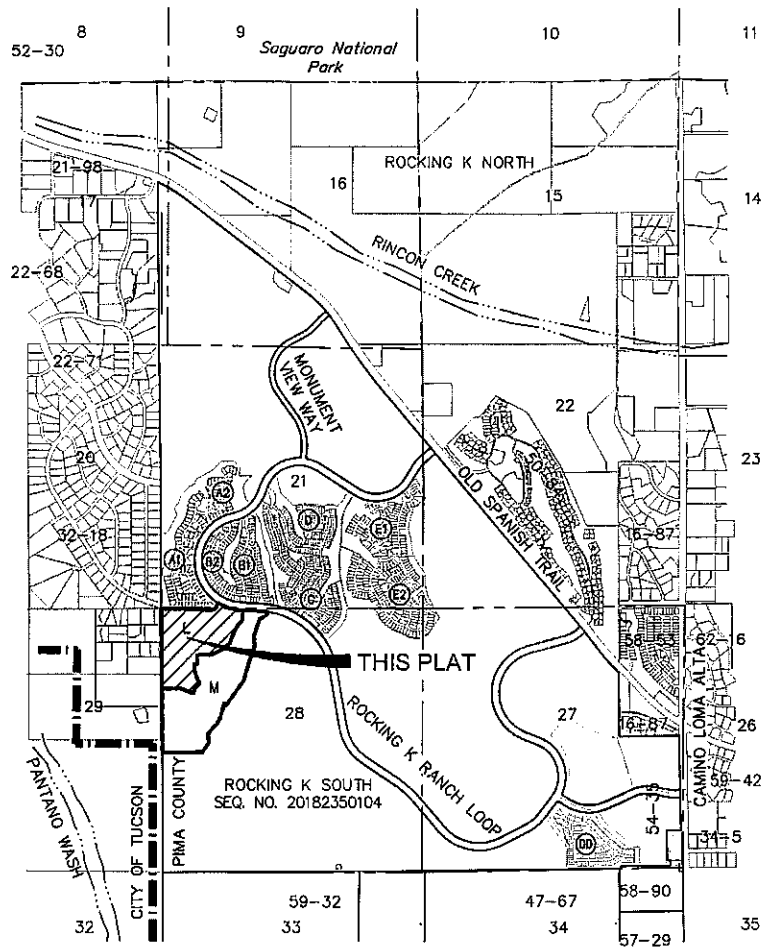 8
9
10
11
52-30
Saguaro National
Park
21-98
17
16
ROCKING K NORTH
15
14
22-68
RINCON CREEK
22-71
MONUMENT
VIEW WAY
22
20
21
23
OLD SPANISH TRAIL
A2
D
E1
16-87
32-18
A1
B2
B1
C
E2
L
THIS PLAT
58-53
62-16
M
CAMINO LOMA ALTA
29
28
27
16-87
26
ROCKING K RANCH LOOP
PANTANO WASH
CITY OF TUCSON
PIMA COUNTY
ROCKING K SOUTH
SEQ. NO. 20182350104
59-42
54-35
34-5
DD
59-32
47-67
58-90
32
33
34
57-29
35